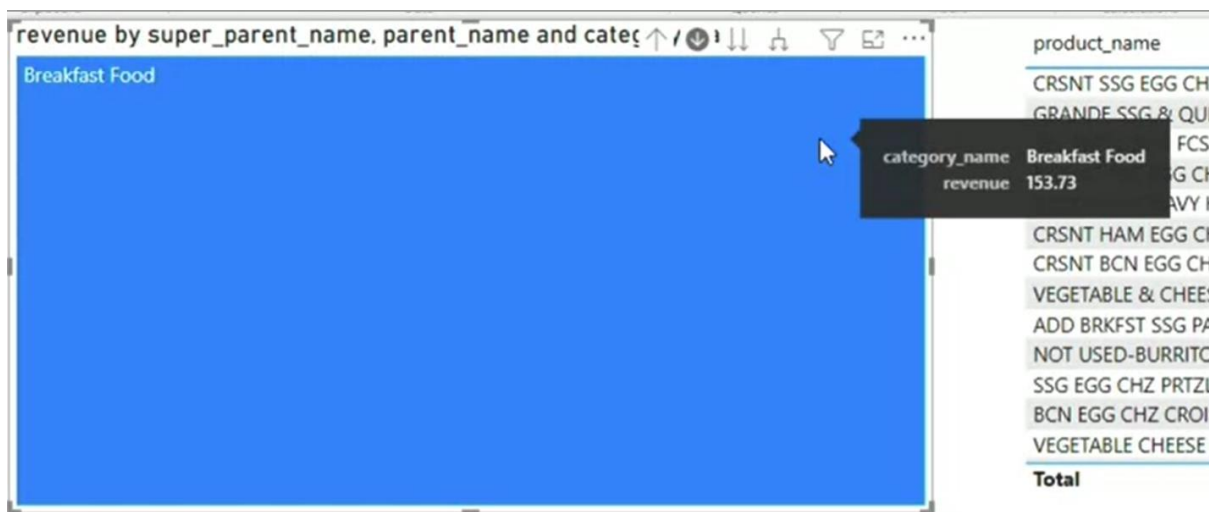 revenue by super_parent_name, parent_name and categ
Breakfast Food
category_name Breakfast Food
revenue 153.73
product_name
CRSNT SSG EGG CH
GRANDE SSG & QU
FCS
G CH
AVY
CRSNT HAM EGG CH
CRSNT BCN EGG CH
VEGETABLE & CHEES
ADD BRKFST SSG PA
NOT USED-BURRITO
SSG EGG CHZ PRTZL
BCN EGG CHZ CROI
VEGETABLE CHEESE
Total